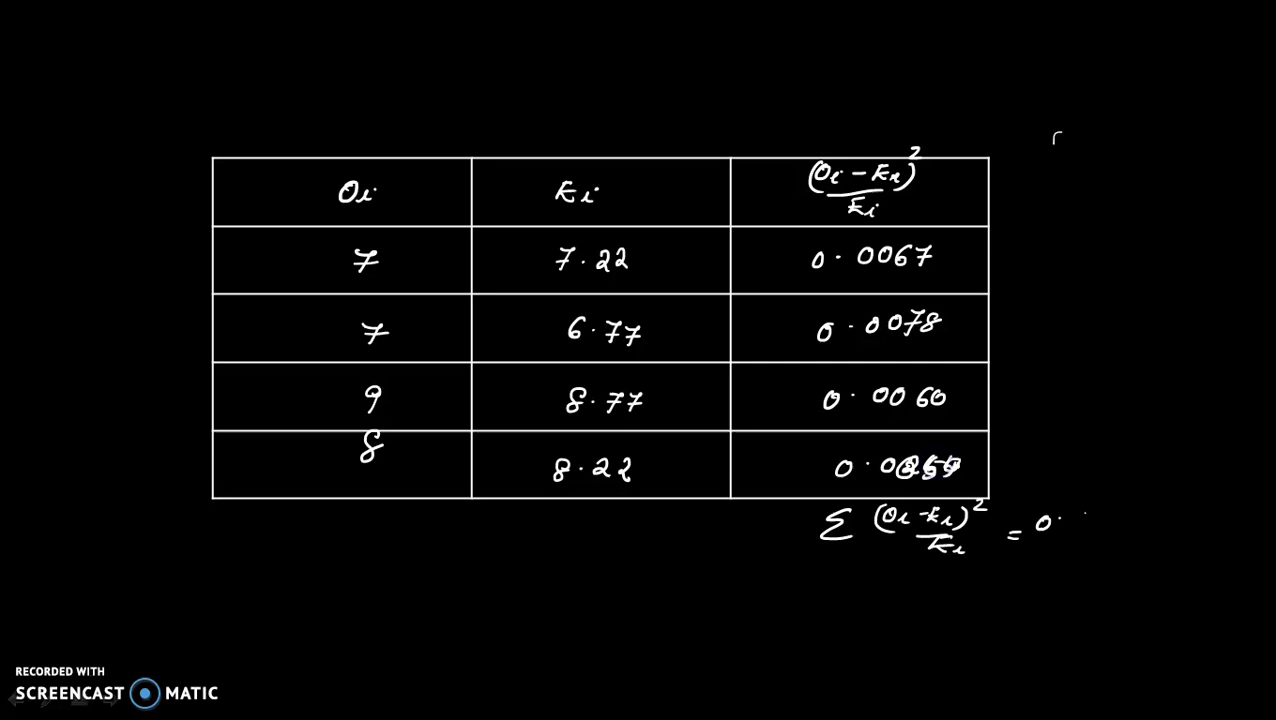 Oi Ei (Oi - Ei)² / Ei
7 7.22 0.0067
7 6.77 0.0078
9 8.77 0.0060
8 8.22
Σ (Oi - Ei)² / Ei = 0.
RECORDED WITH
SCREENCAST MATIC